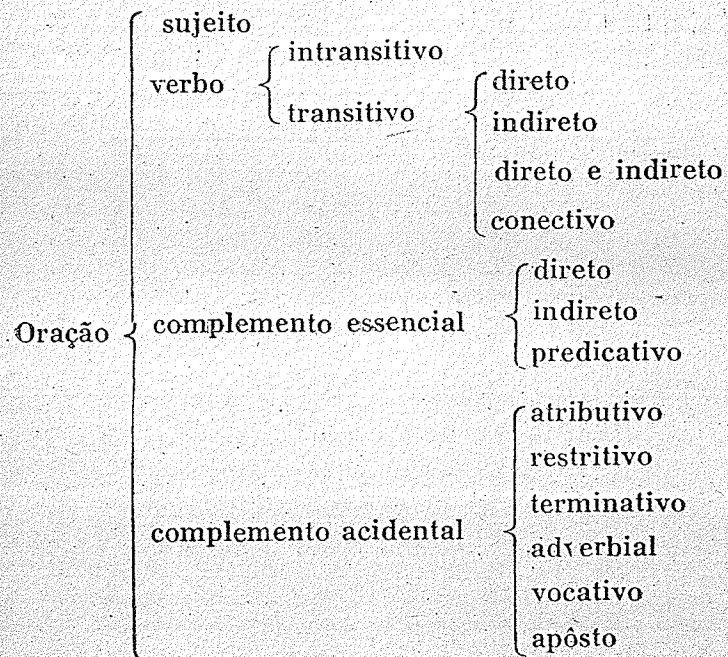 sujeito
verbo
intransitivo
transitivo
direto
indireto
direto e indireto
conectivo
Oração
complemento essencial
direto
indireto
predicativo
complemento acidental
atributivo
restritivo
terminativo
adverbial
vocativo
apôsto